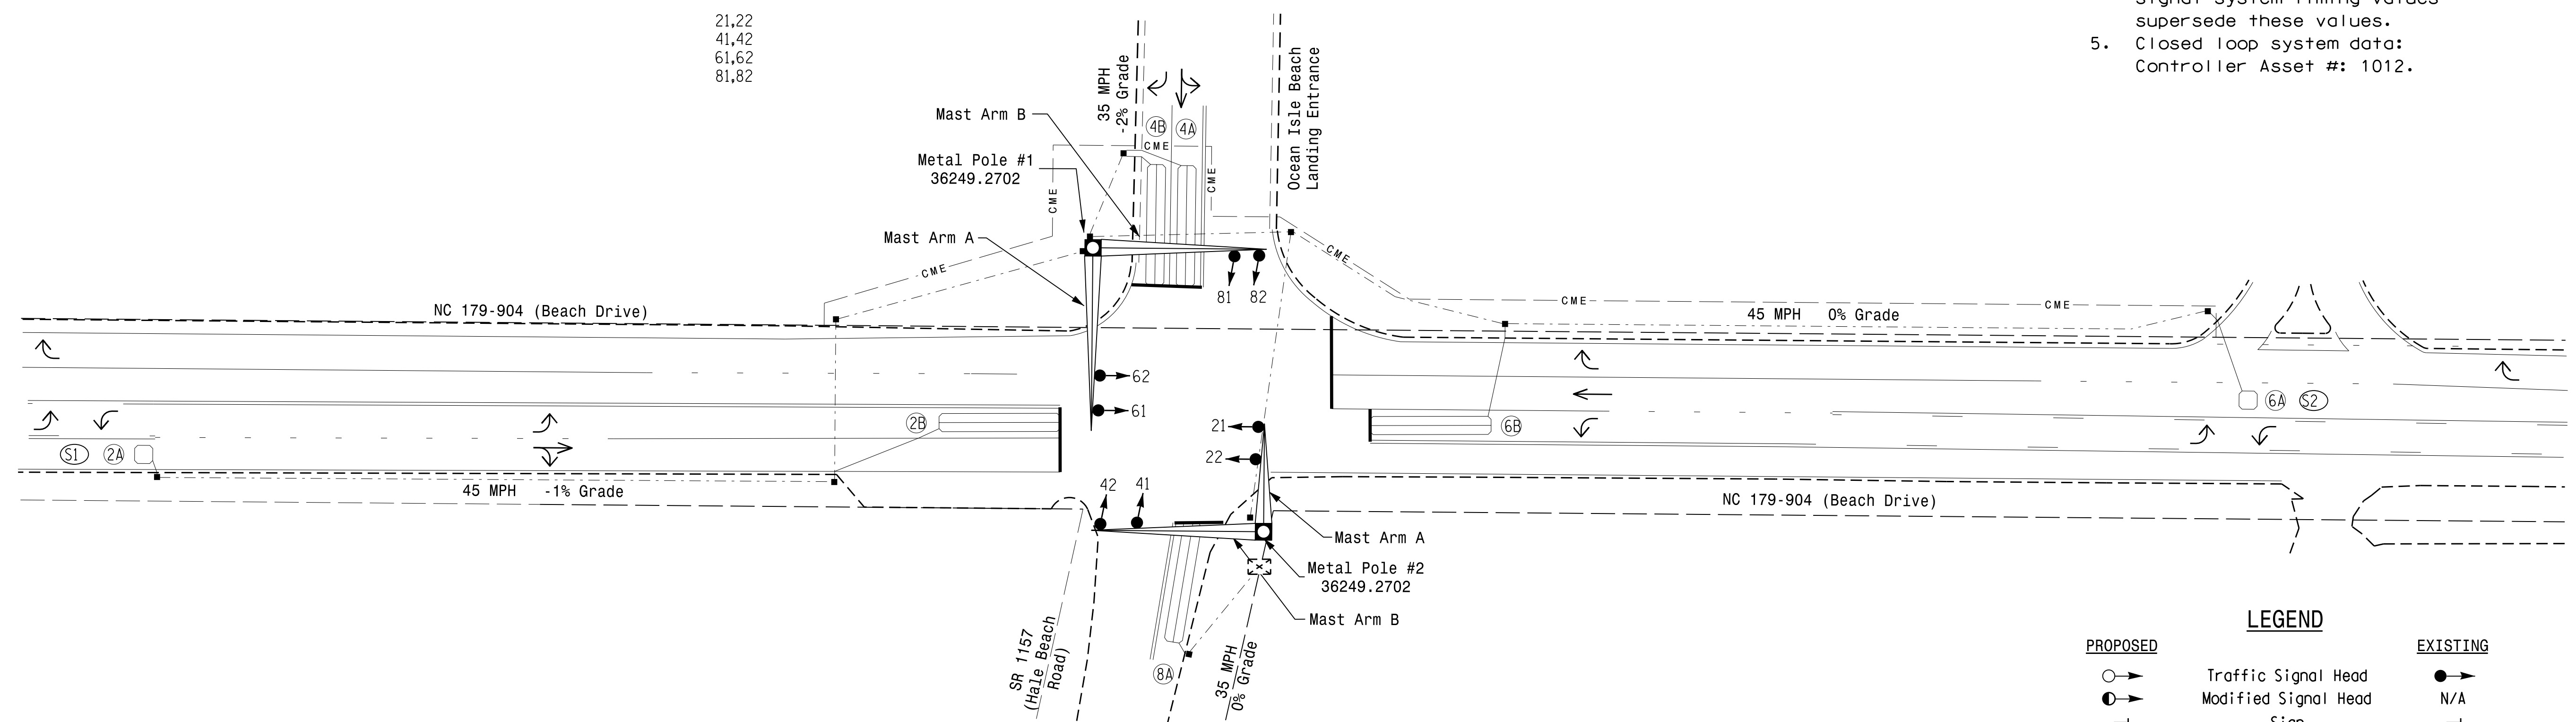 21,22
41,42
61,62
81,82
signal system timing values
supersede these values.
5. Closed loop system data:
Controller Asset #: 1012.
35 MPH
-2% Grade
Ocean Isle Beach
Landing Entrance
Mast Arm B
4B
4A
CME
Metal Pole #1
36249.2702
CME
CME
Mast Arm A
CME
CME
81
82
NC 179-904 (Beach Drive)
CME
CME
45 MPH 0% Grade
62
61
2B
21
6B
6A
S2
S1
2A
22
45 MPH -1% Grade
42
41
NC 179-904 (Beach Drive)
Mast Arm A
Metal Pole #2
36249.2702
Mast Arm B
SR 1157
(Hale Beach
Road)
8A
35 MPH
0% Grade
LEGEND
PROPOSED
EXISTING
Traffic Signal Head
Modified Signal Head
N/A
Sign